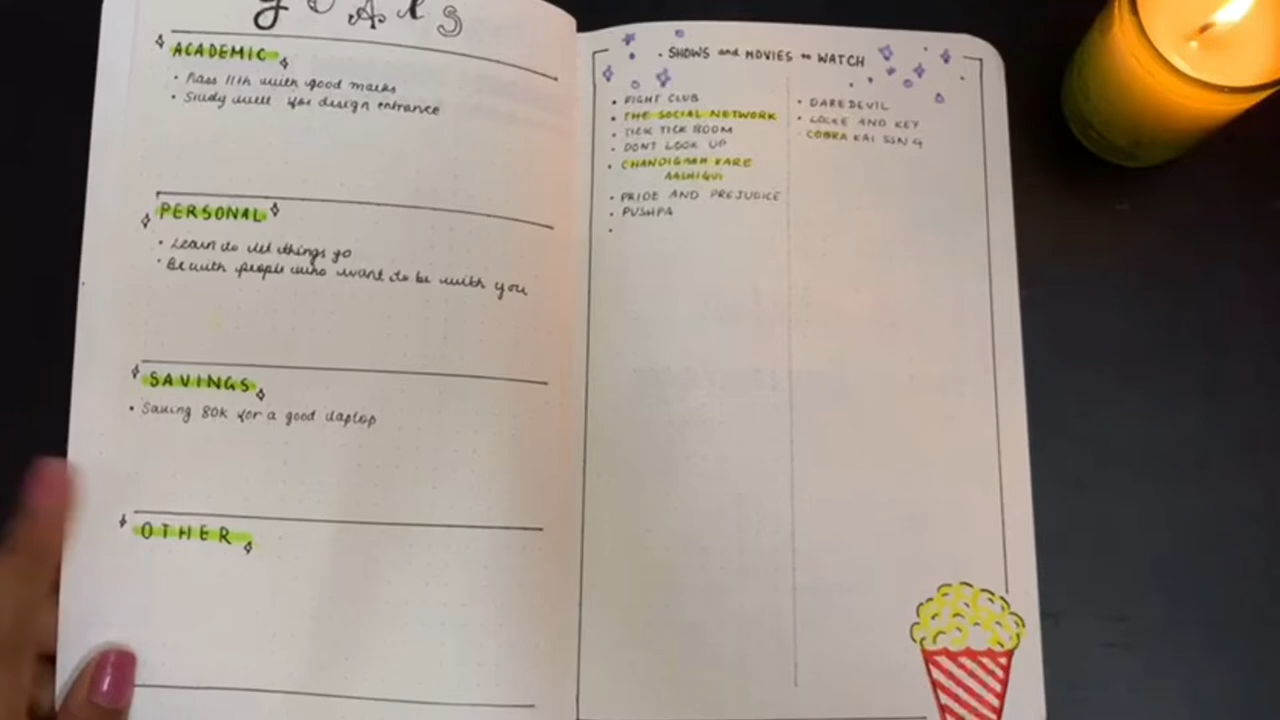 gOALS
ACADEMIC
• Pass 11th with good marks
• Study well for design entrance
PERSONAL
• Learn to let things go
• Be with people who want to be with you
SAVINGS
• Saving 80K for a good laptop
OTHER
• SHOWS and MOVIES to WATCH
• FIGHT CLUB
• THE SOCIAL NETWORK
• TICK TICK BOOM
• DONT LOOK UP
• CHANDIGARH KARE
AASHIQUI
• PRIDE AND PREJUDICE
• PUSHPA
•
• DAREDEVIL
• LOCKE AND KEY
• COBRA KAI SSN 4